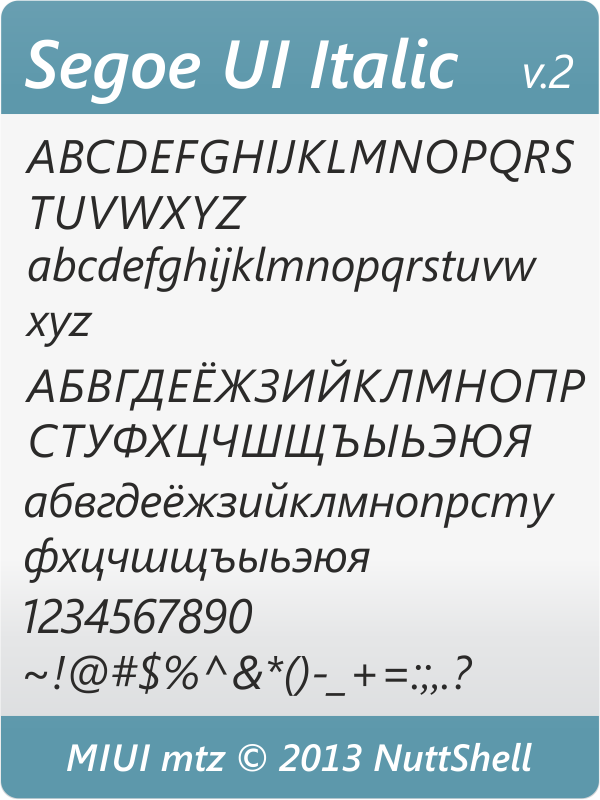 Segoe UI Italic v.2
ABCDEFGHIJKLMNOPQRS
TUVWXYZ
abcdefghijklmnopqrstuvw
xyz
АБВГДЕЁЖЗИЙКЛМНОПР
СТУФХЦЧШЩЪЫЬЭЮЯ
абвгдеёжзийклмнопрсту
фхцчшщъыьэюя
1234567890
~!@#$%^&*()-_+=:;,.?
MIUI mtz © 2013 NuttShell